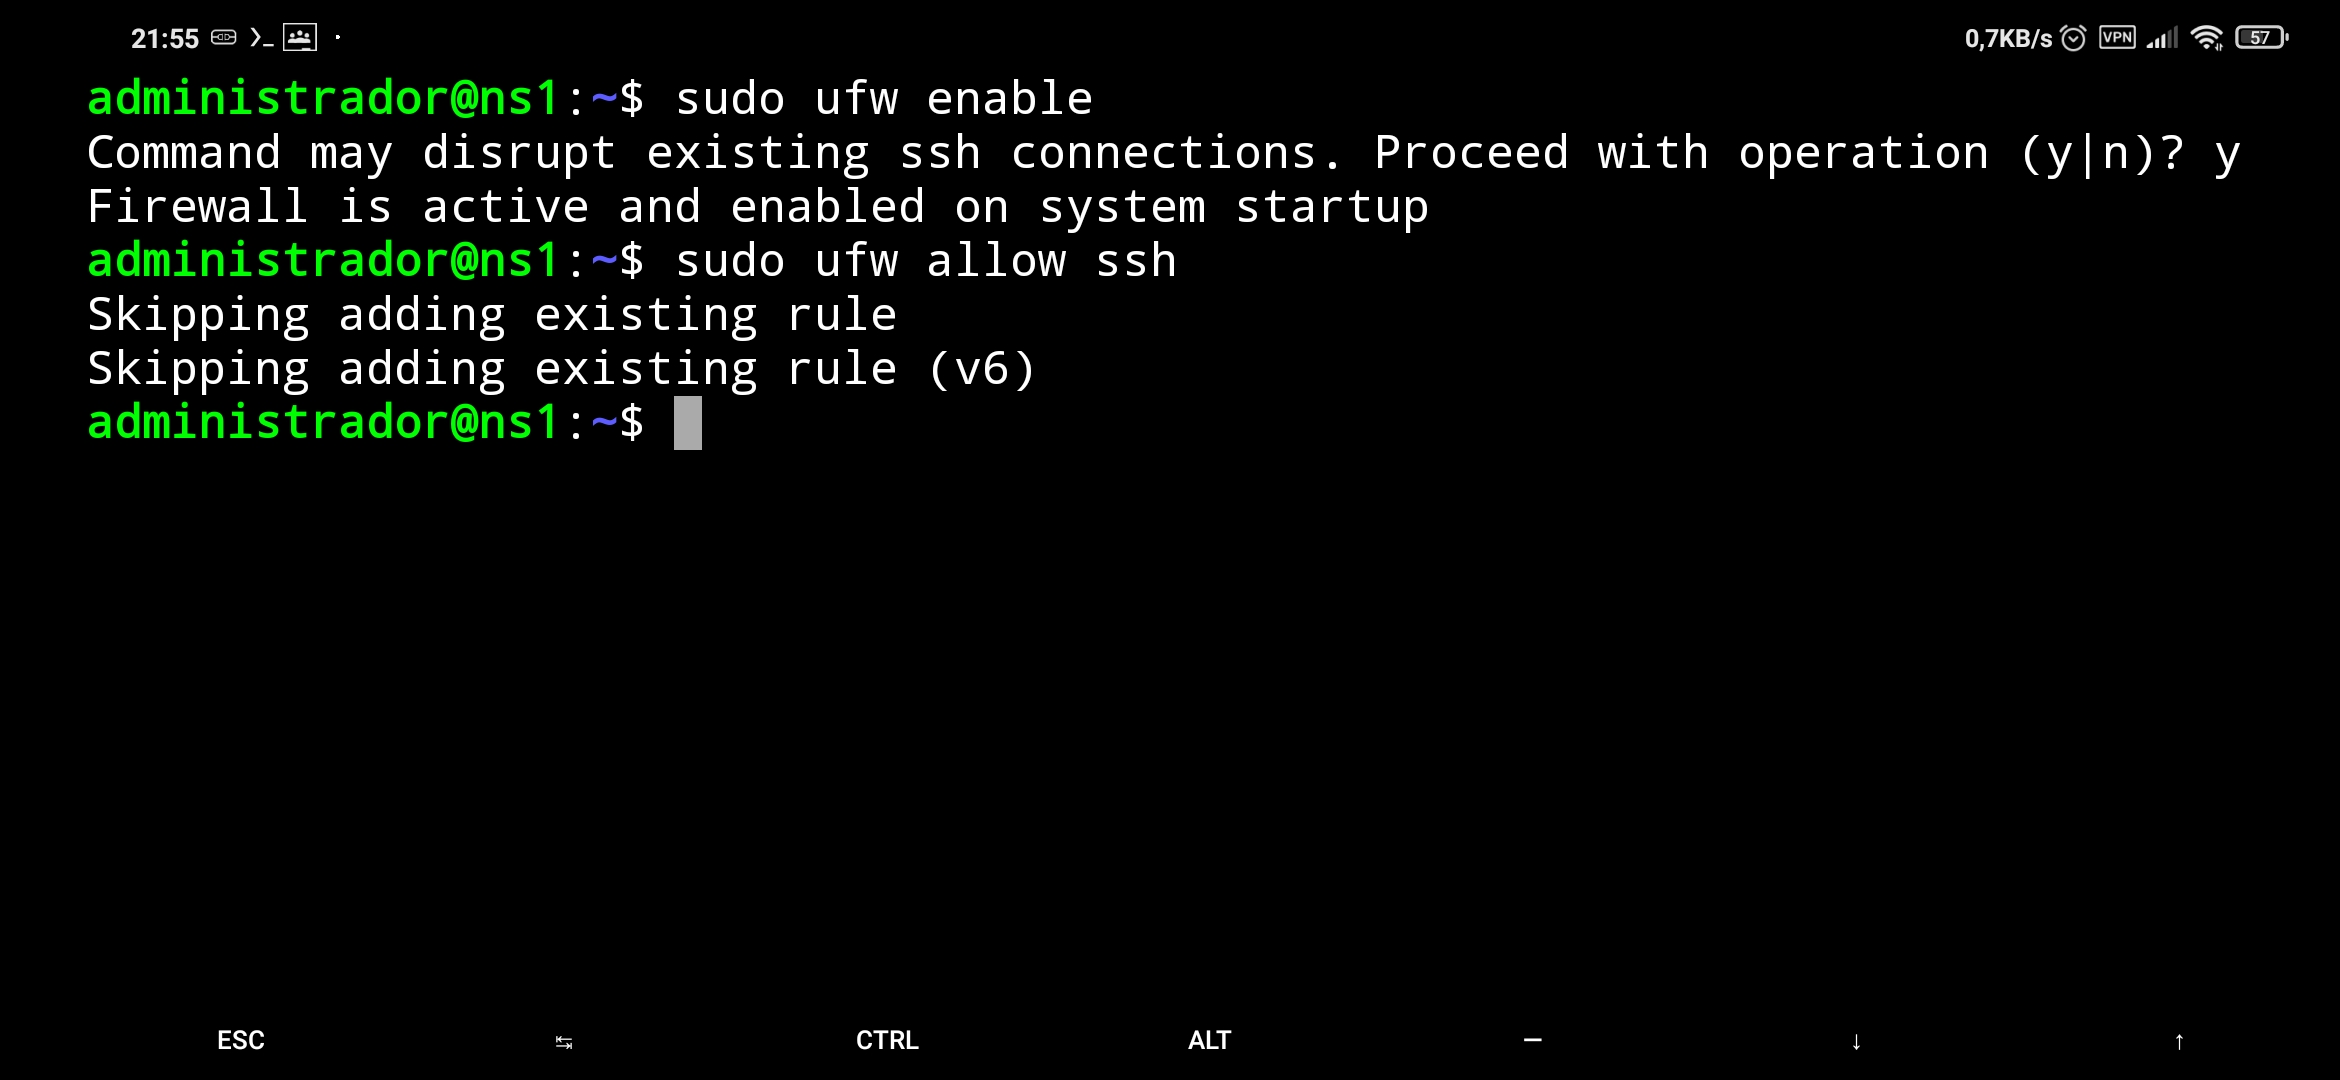 21:55 0,7KB/s VPN 57
administrador@ns1:~$ sudo ufw enable
Command may disrupt existing ssh connections. Proceed with operation (y|n)? y
Firewall is active and enabled on system startup
administrador@ns1:~$ sudo ufw allow ssh
Skipping adding existing rule
Skipping adding existing rule (v6)
administrador@ns1:~$
ESC ↹ CTRL ALT — ↓ ↑